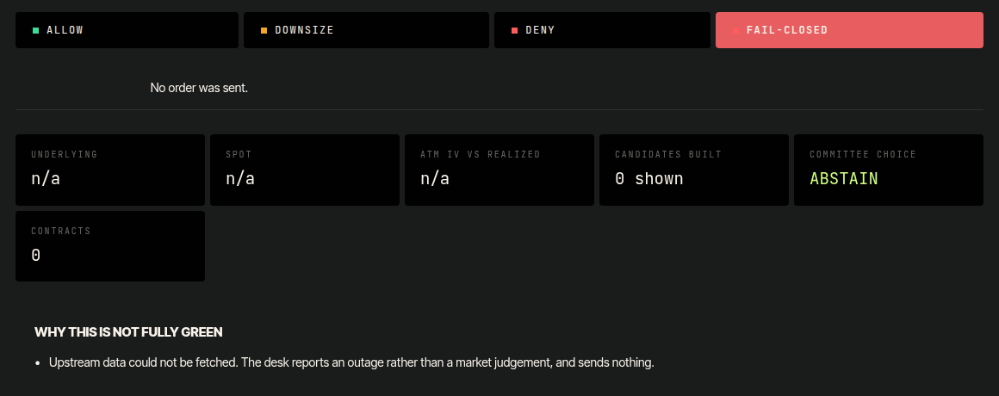 ALLOW
DOWNSIZE
DENY
FAIL-CLOSED
No order was sent.
UNDERLYING
n/a
SPOT
n/a
ATM IV VS REALIZED
n/a
CANDIDATES BUILT
0 shown
COMMITTEE CHOICE
ABSTAIN
CONTRACTS
0
WHY THIS IS NOT FULLY GREEN
• Upstream data could not be fetched. The desk reports an outage rather than a market judgement, and sends nothing.